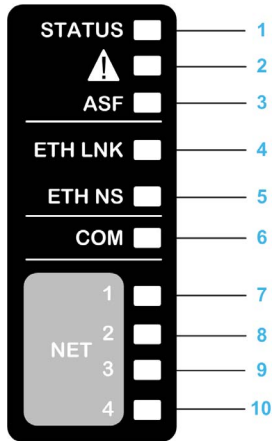 STATUS 1
2
ASF 3
ETH LNK 4
ETH NS 5
COM 6
1 7
2 8
NET
3 9
4 10